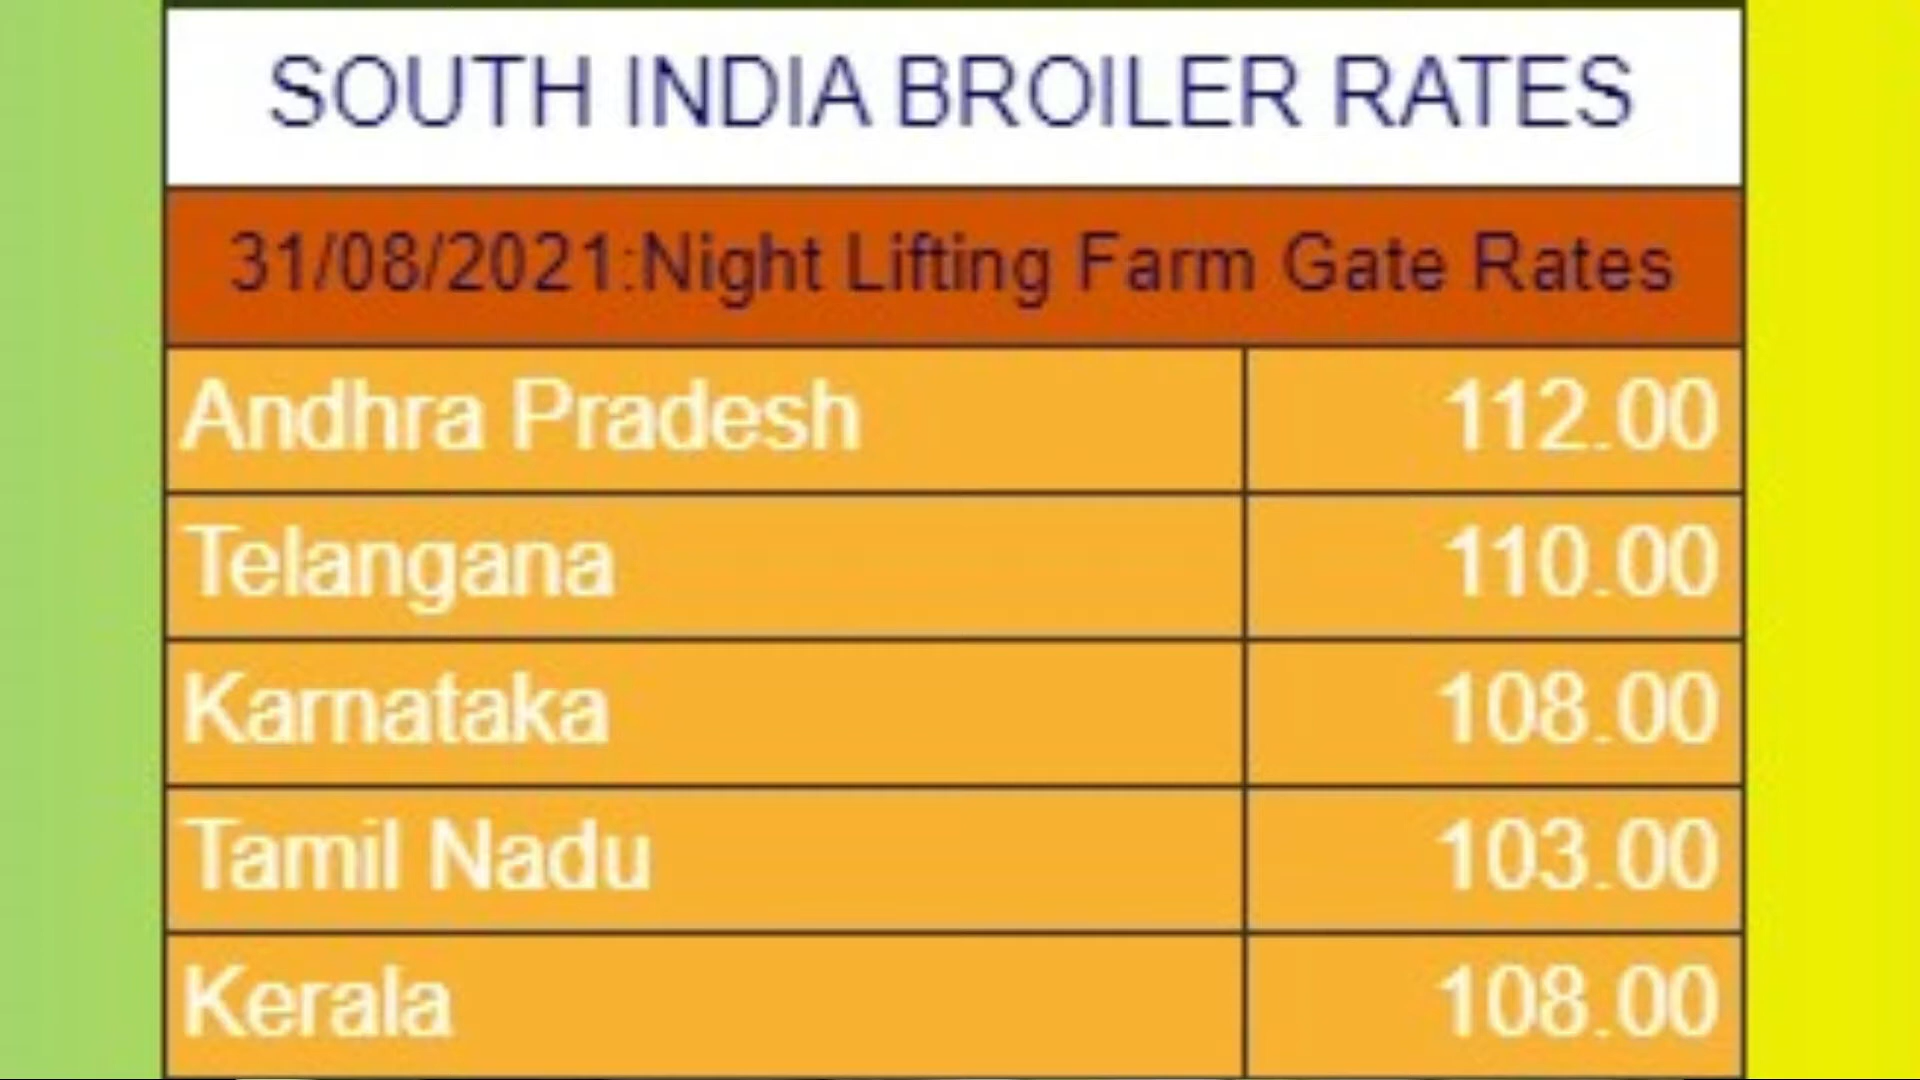 SOUTH INDIA BROILER RATES
31/08/2021:Night Lifting Farm Gate Rates
Andhra Pradesh 112.00
Telangana 110.00
Karnataka 108.00
Tamil Nadu 103.00
Kerala 108.00